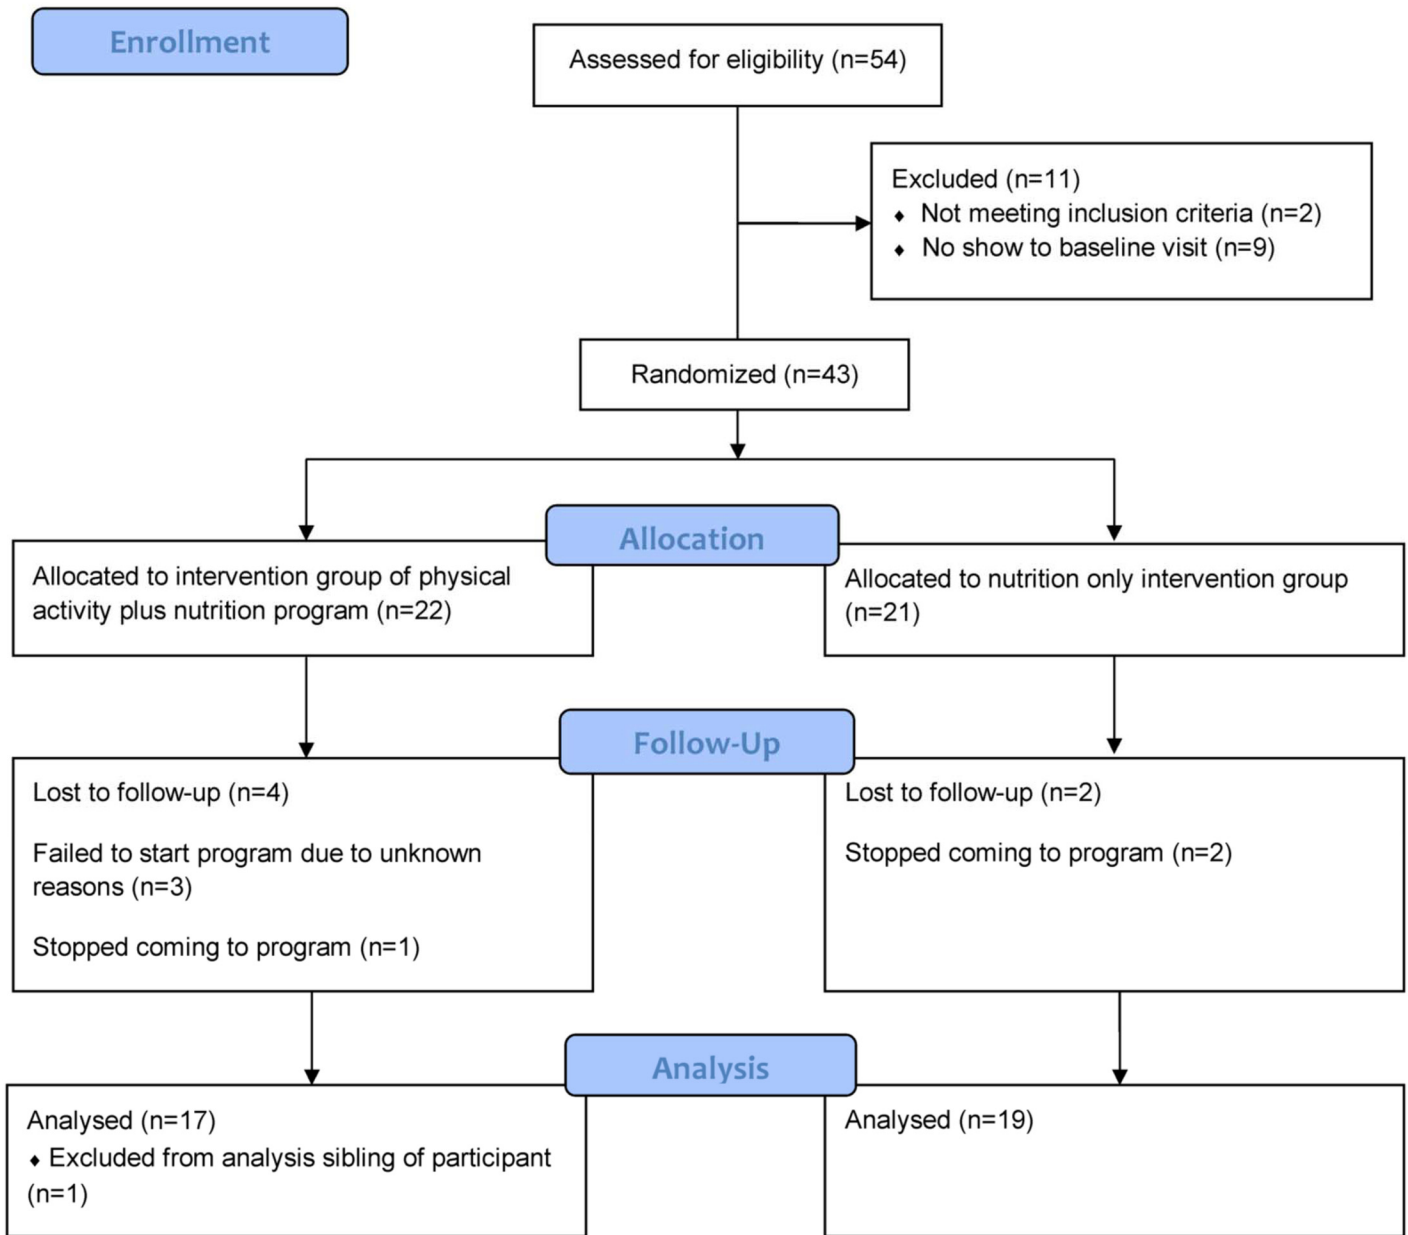 Enrollment
Assessed for eligibility (n=54)
Excluded (n=11)
⬧ Not meeting inclusion criteria (n=2)
⬧ No show to baseline visit (n=9)
Randomized (n=43)
Allocation
Allocated to intervention group of physical
activity plus nutrition program (n=22)
Allocated to nutrition only intervention group
(n=21)
Follow-Up
Lost to follow-up (n=4)
Failed to start program due to unknown
reasons (n=3)
Stopped coming to program (n=1)
Lost to follow-up (n=2)
Stopped coming to program (n=2)
Analysis
Analysed (n=17)
⬧ Excluded from analysis sibling of participant
(n=1)
Analysed (n=19)